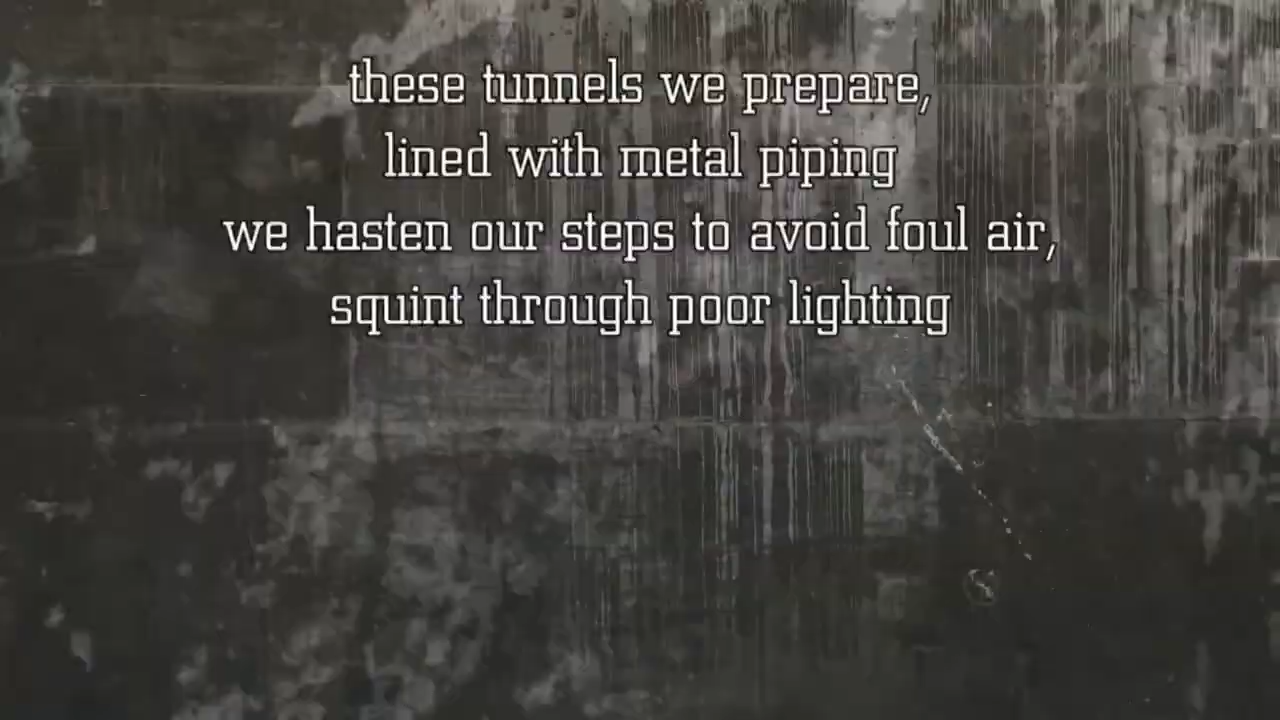 these tunnels we prepare,
lined with metal piping
we hasten our steps to avoid foul air,
squint through poor lighting